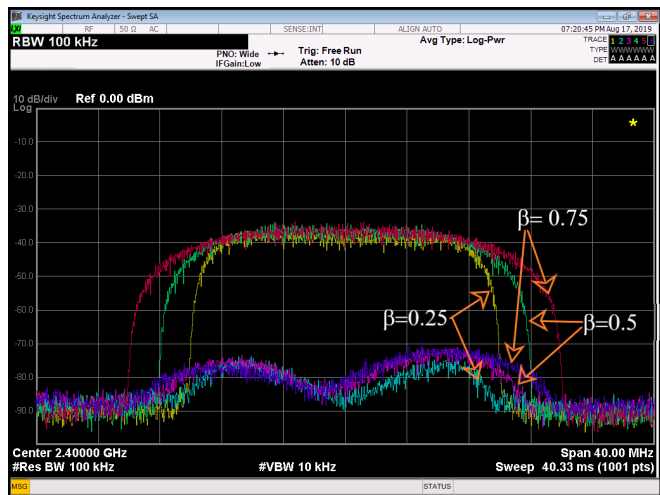 Keysight Spectrum Analyzer - Swept SA
LXI
RF 50 Ω AC SENSE:INT ALIGN AUTO 07:20:45 PM Aug 17, 2019
RBW 100 kHz
Avg Type: Log-Pwr
TRACE 1 2 3 4 5 6
PNO: Wide
Trig: Free Run
TYPE WWWWWW
IFGain:Low
Atten: 10 dB
DET A A A A A A
10 dB/div Ref 0.00 dBm
Log
-10.0
-20.0
-30.0
β= 0.75
-40.0
-50.0
-60.0
β=0.25
β=0.5
-70.0
-80.0
-90.0
Center 2.40000 GHz Span 40.00 MHz
#Res BW 100 kHz #VBW 10 kHz Sweep 40.33 ms (1001 pts)
MSG STATUS